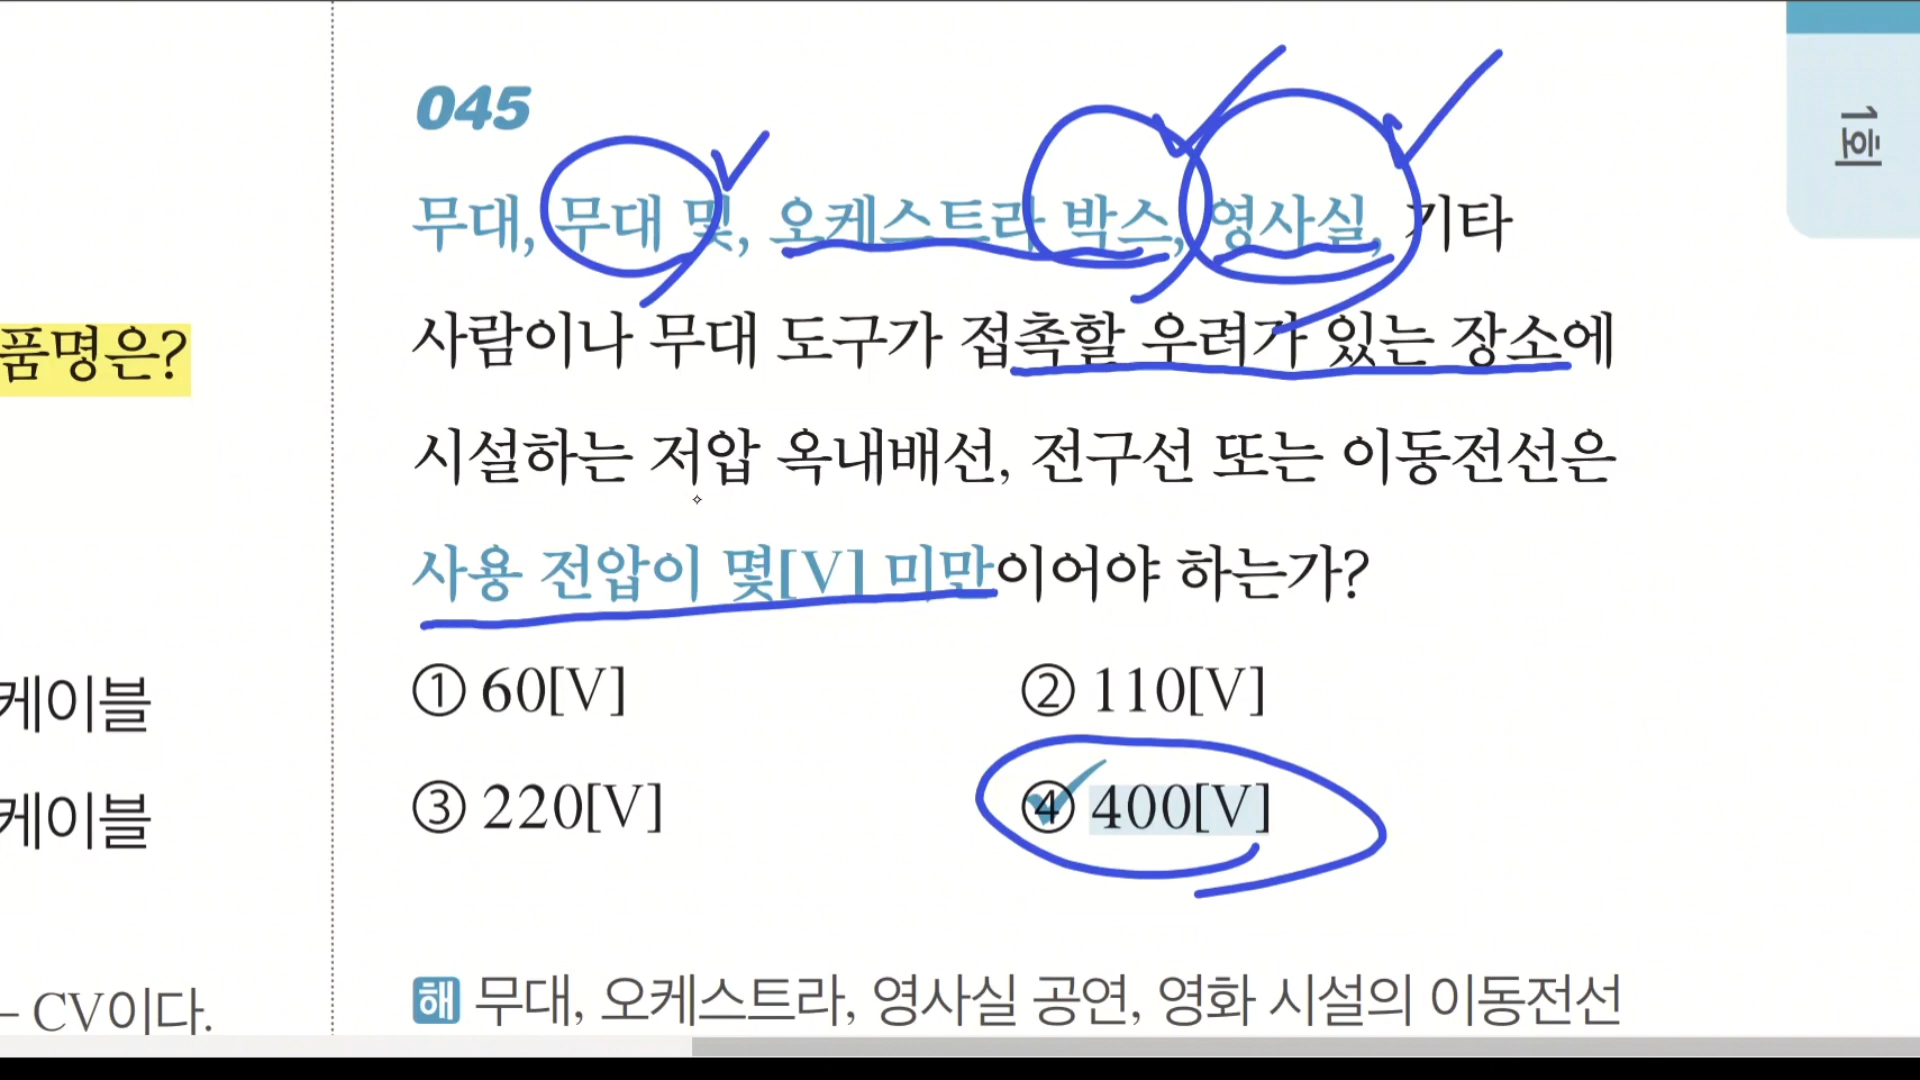 품명은?
케이블
케이블
– CV이다.
045
무대, 무대 및, 오케스트라 박스, 영사실, 기타
사람이나 무대 도구가 접촉할 우려가 있는 장소에
시설하는 저압 옥내배선, 전구선 또는 이동전선은
사용 전압이 몇[V] 미만이어야 하는가?
① 60[V] ② 110[V]
③ 220[V] ④ 400[V]
해 무대, 오케스트라, 영사실 공연, 영화 시설의 이동전선
1회